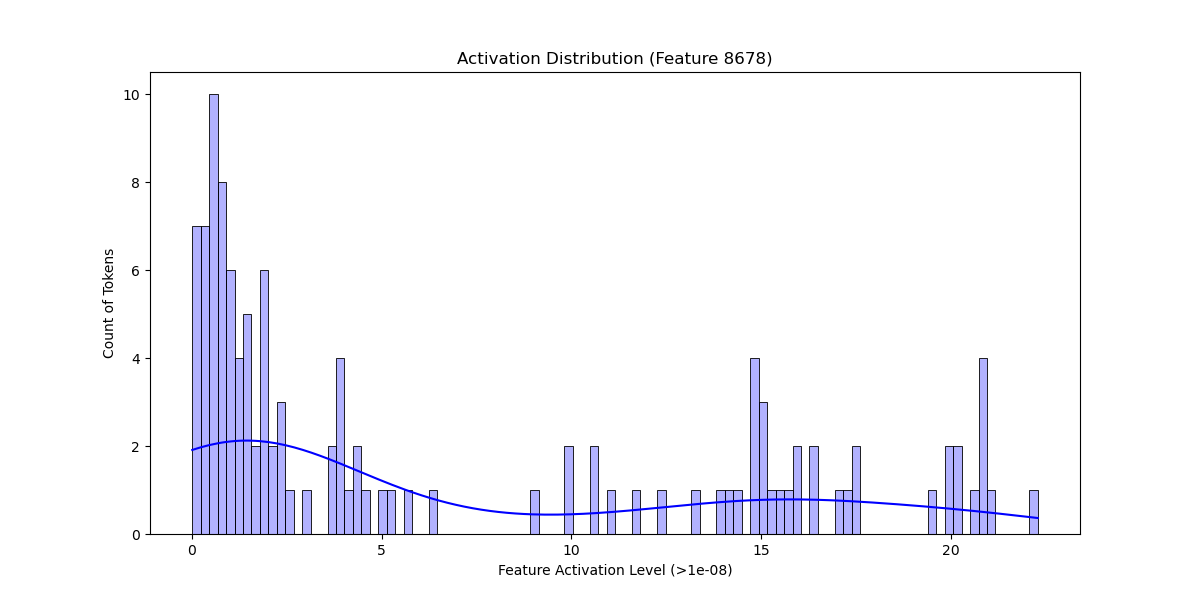 Activation Distribution (Feature 8678)
10
8
6
4
2
0
Count of Tokens
0 5 10 15 20
Feature Activation Level (>1e-08)